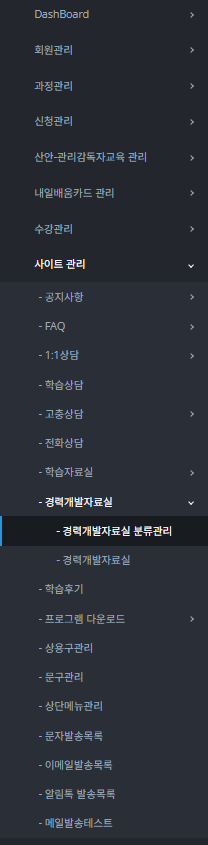 DashBoard
회원관리
과정관리
신청관리
산안-관리감독자교육 관리
내일배움카드 관리
수강관리
사이트 관리
- 공지사항
- FAQ
- 1:1상담
- 학습상담
- 고충상담
- 전화상담
- 학습자료실
- 경력개발자료실
- 경력개발자료실 분류관리
- 경력개발자료실
- 학습후기
- 프로그램 다운로드
- 상용구관리
- 문구관리
- 상단메뉴관리
- 문자발송목록
- 이메일발송목록
- 알림톡 발송목록
- 메일발송테스트